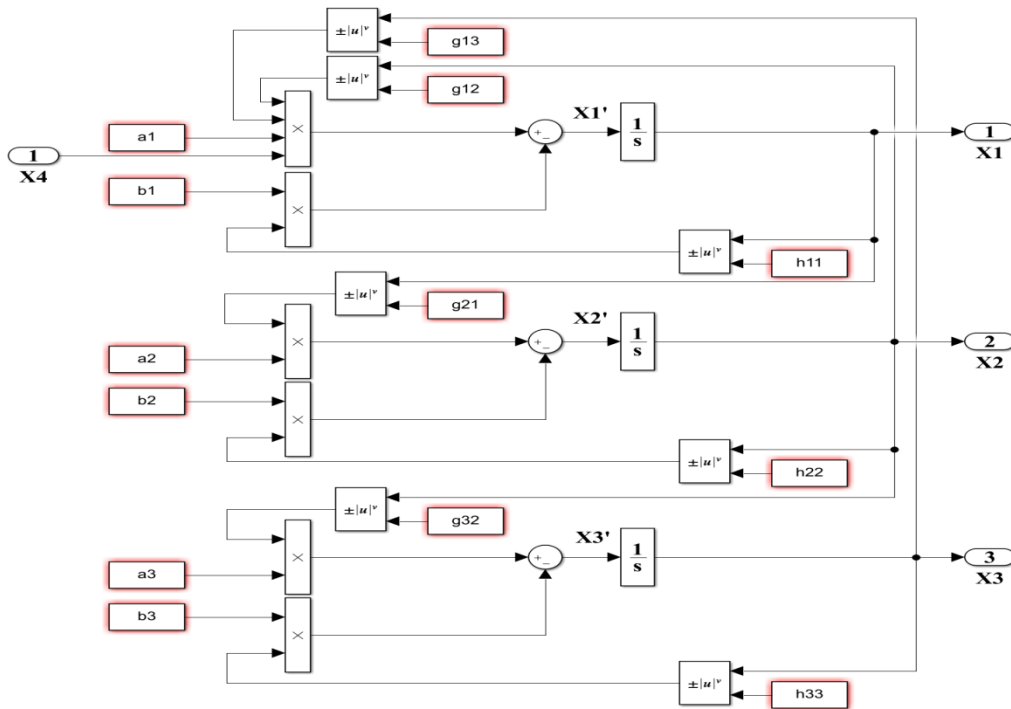 ±|u|ᵛ
g13
±|u|ᵛ
g12
X1'
a1
×
+
−
1
s
1
X1
1
X4
b1
×
±|u|ᵛ
h11
±|u|ᵛ
g21
X2'
×
+
−
1
s
2
X2
a2
b2
×
±|u|ᵛ
h22
±|u|ᵛ
g32
X3'
×
+
−
1
s
3
X3
a3
b3
×
±|u|ᵛ
h33